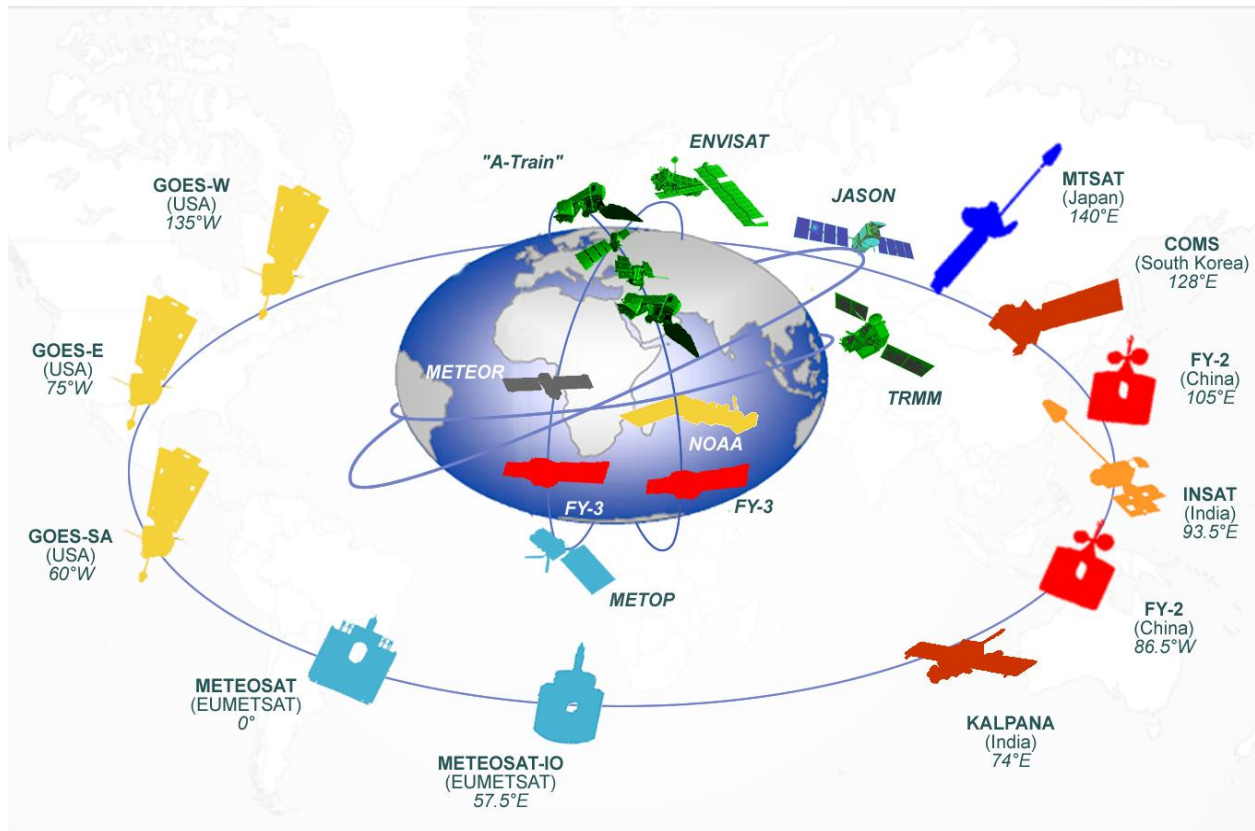 "A-Train"
ENVISAT
JASON
GOES-W
(USA)
135°W
MTSAT
(Japan)
140°E
COMS
(South Korea)
128°E
GOES-E
(USA)
75°W
METEOR
FY-2
(China)
105°E
TRMM
NOAA
GOES-SA
(USA)
60°W
FY-3
FY-3
INSAT
(India)
93.5°E
METOP
FY-2
(China)
86.5°W
METEOSAT
(EUMETSAT)
0°
KALPANA
(India)
74°E
METEOSAT-IO
(EUMETSAT)
57.5°E